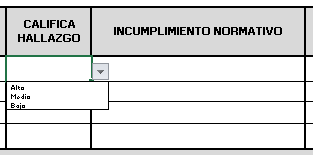 CALIFICA
HALLAZGO
INCUMPLIMIENTO NORMATIVO
Alto
Medio
Bajo